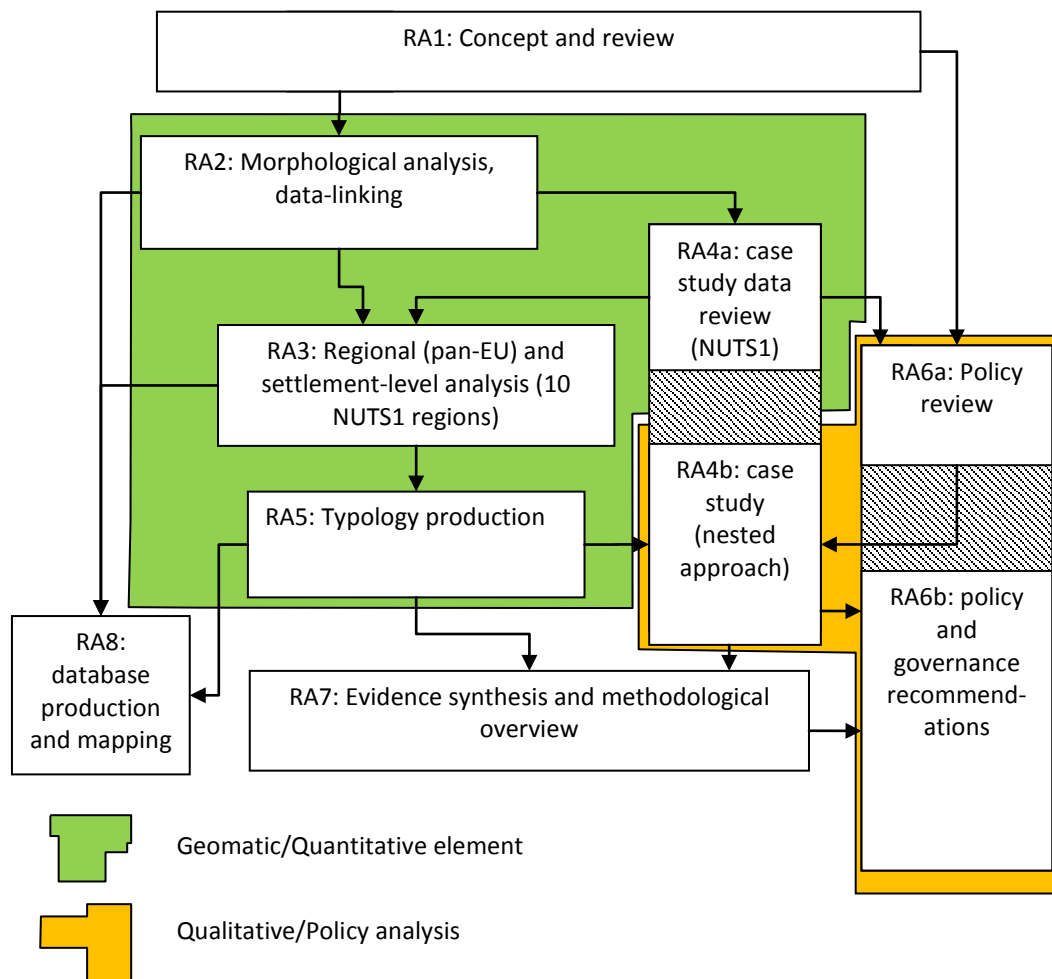 RA1: Concept and review
RA2: Morphological analysis,
data-linking
RA4a: case
study data
review
(NUTS1)
RA3: Regional (pan-EU) and
settlement-level analysis (10
NUTS1 regions)
RA6a: Policy
review
RA4b: case
study
(nested
approach)
RA5: Typology production
RA6b: policy
and
governance
recommend-
ations
RA8:
database
production
and mapping
RA7: Evidence synthesis and methodological
overview
Geomatic/Quantitative element
Qualitative/Policy analysis